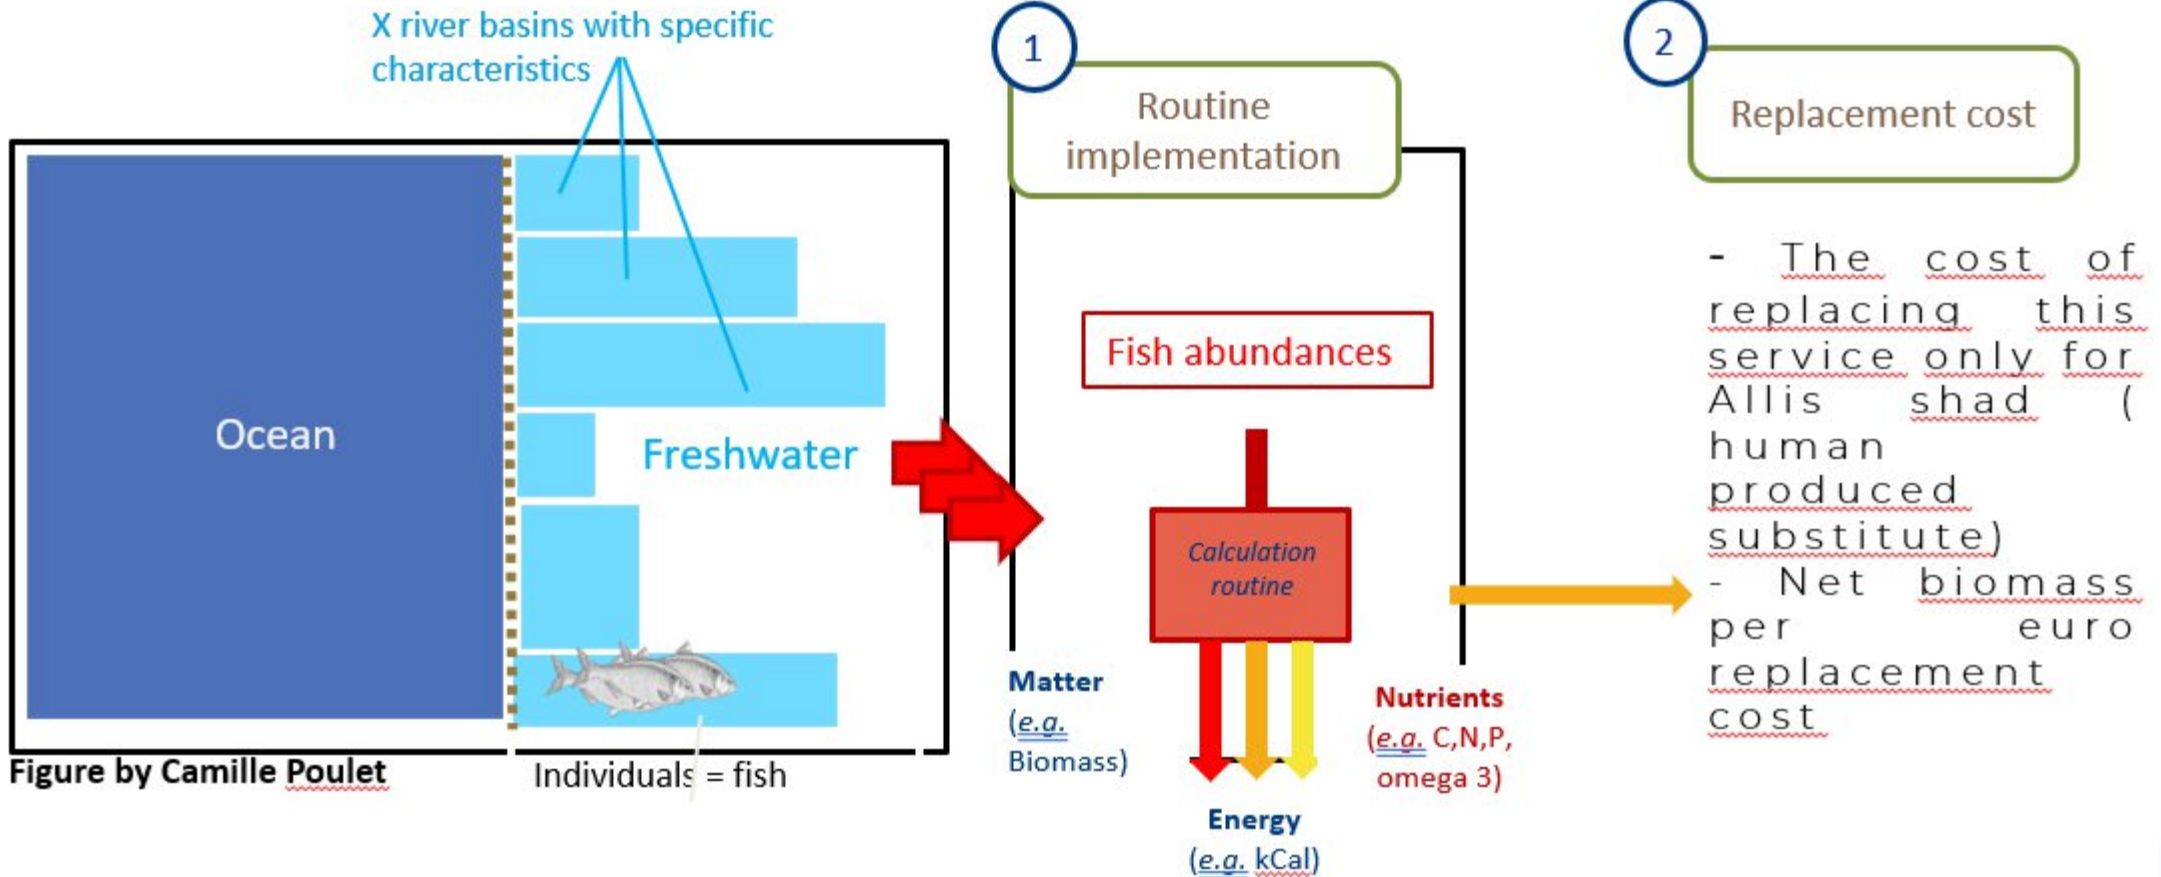 X river basins with specific
characteristics
Ocean
Freshwater
Figure by Camille Poulet
Individuals = fish
1
Routine
implementation
Fish abundances
Calculation
routine
Matter
(e.g.
Biomass)
Energy
(e.g. kCal)
Nutrients
(e.g. C,N,P,
omega 3)
2
Replacement cost
- The cost of
replacing this
service only for
Allis shad (
human
produced
substitute)
- Net biomass
per euro
replacement
cost